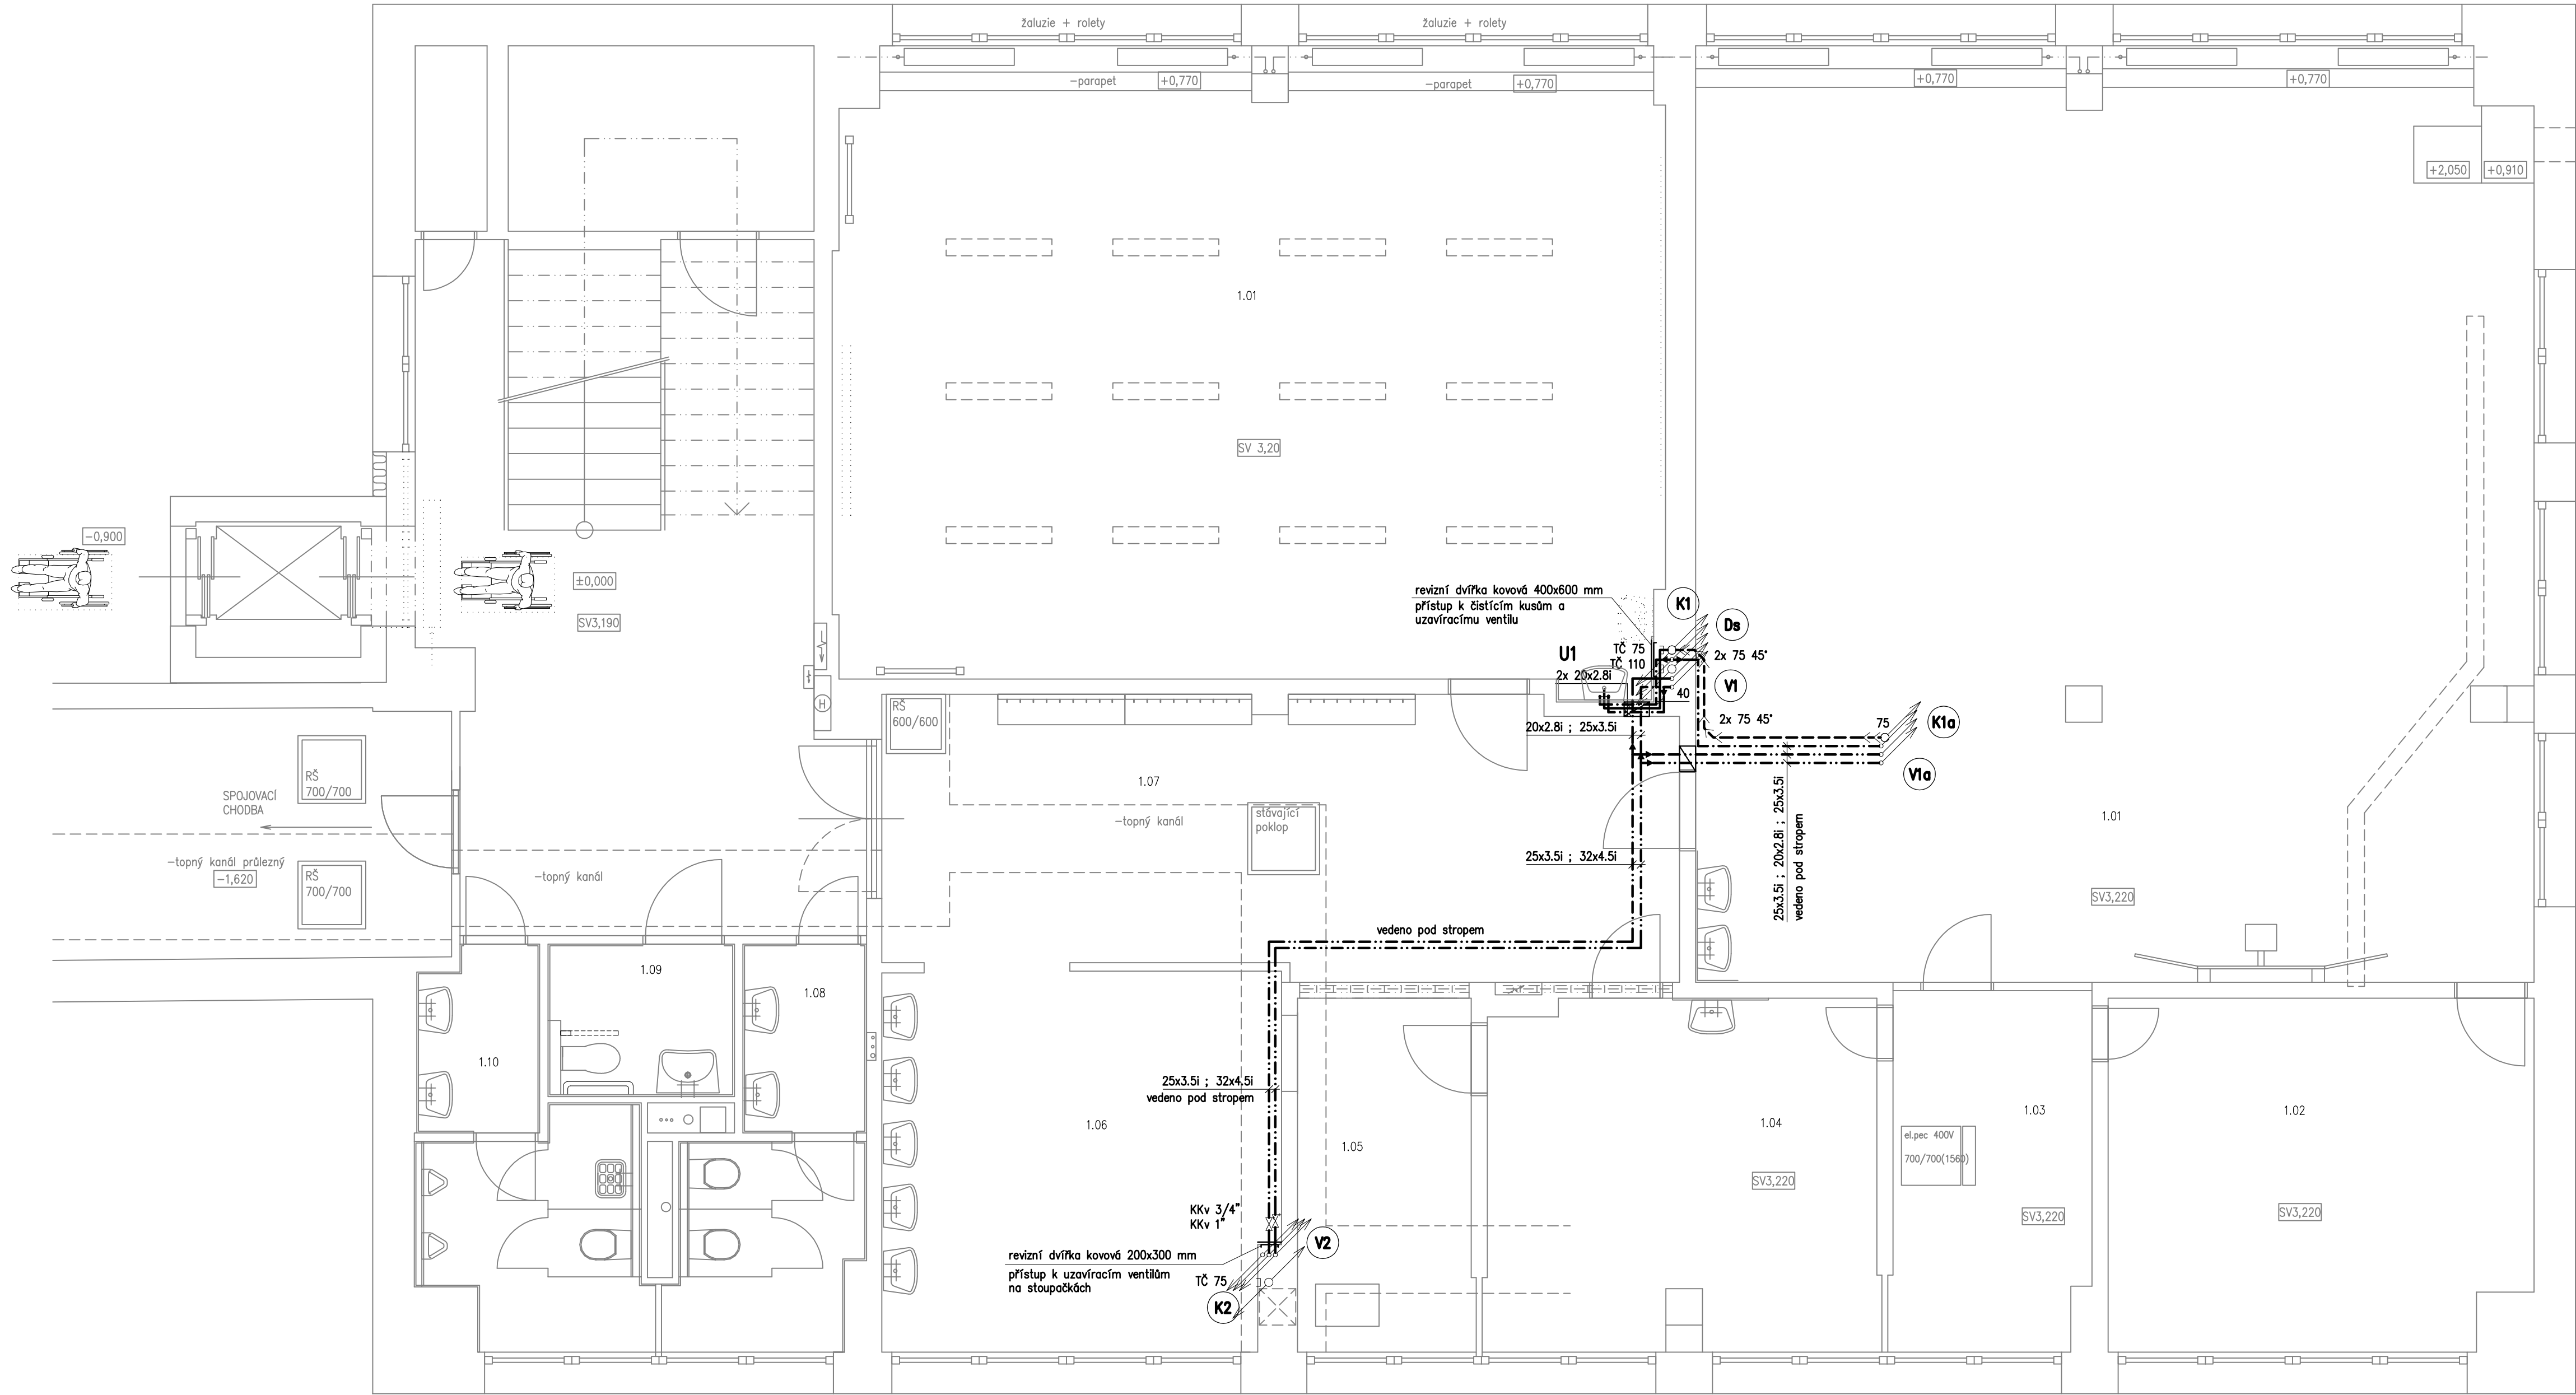 žaluzie + rolety
žaluzie + rolety
-parapet
+0,770
-parapet
+0,770
+0,770
+0,770
+2,050
+0,910
1.01
SV 3,20
-0,900
±0,000
SV3,190
revizní dvířka kovová 400x600 mm
přístup k čistícím kusům a
uzavíracímu ventilu
K1
Ds
U1
TČ 75
TČ 110
2x 75 45°
2x 20x2.8i
V1
40
2x 75 45°
75
K1a
V1a
20x2.8i ; 25x3.5i
H
RŠ
600/600
RŠ
700/700
SPOJOVACÍ
CHODBA
1.07
stávající
poklop
-topný kanál
25x3.5i ; 20x2.8i ; 25x3.5i
vedeno pod stropem
1.01
-topný kanál průlezný
-1,620
RŠ
700/700
-topný kanál
25x3.5i ; 32x4.5i
SV3,220
vedeno pod stropem
1.09
1.08
1.10
25x3.5i ; 32x4.5i
vedeno pod stropem
1.06
1.05
1.04
1.03
1.02
el.pec 400V
700/700(1560)
SV3,220
SV3,220
SV3,220
KKv 3/4"
KKv 1"
V2
revizní dvířka kovová 200x300 mm
přístup k uzavíracím ventilům
na stoupačkách
TČ 75
K2